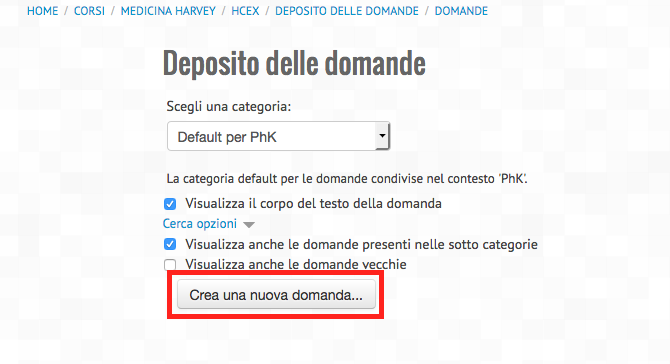 HOME / CORSI / MEDICINA HARVEY / HCEX / DEPOSITO DELLE DOMANDE / DOMANDE
Deposito delle domande
Scegli una categoria:
Default per PhK
La categoria default per le domande condivise nel contesto 'PhK'.
Visualizza il corpo del testo della domanda
Cerca opzioni
Visualizza anche le domande presenti nelle sotto categorie
Visualizza anche le domande vecchie
Crea una nuova domanda...